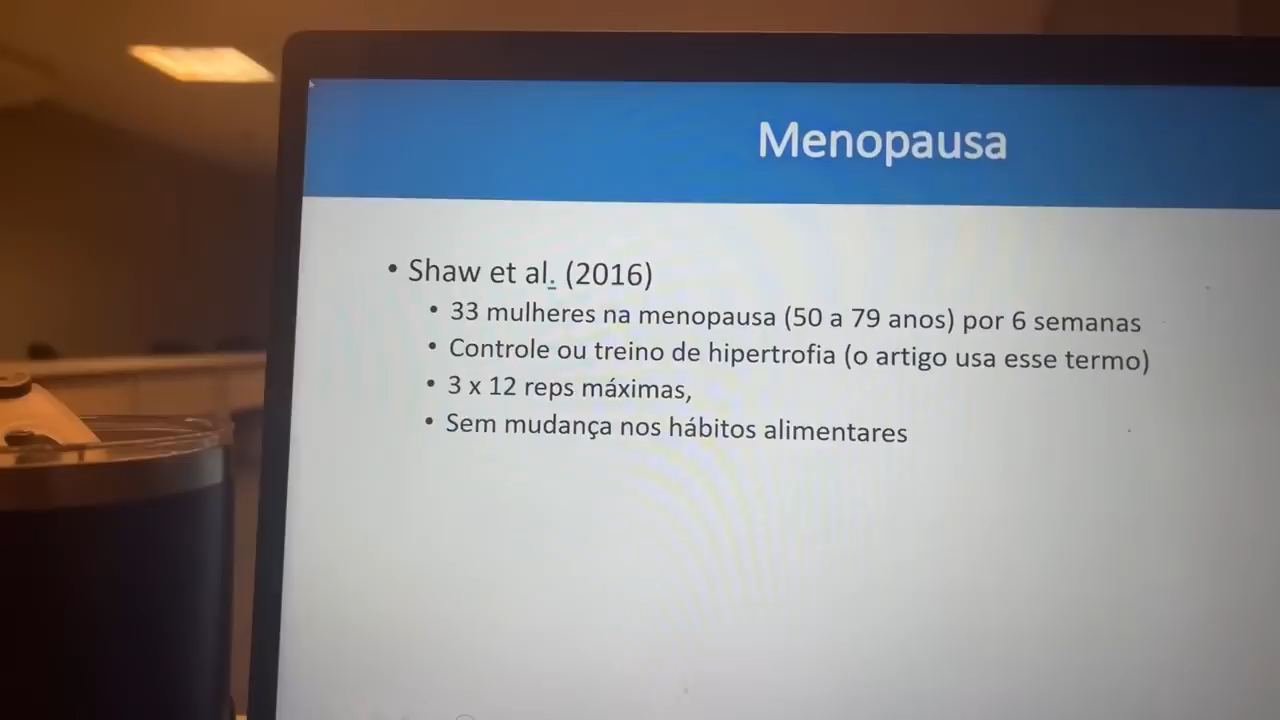 Menopausa
• Shaw et al. (2016)
• 33 mulheres na menopausa (50 a 79 anos) por 6 semanas
• Controle ou treino de hipertrofia (o artigo usa esse termo)
• 3 x 12 reps máximas,
• Sem mudança nos hábitos alimentares